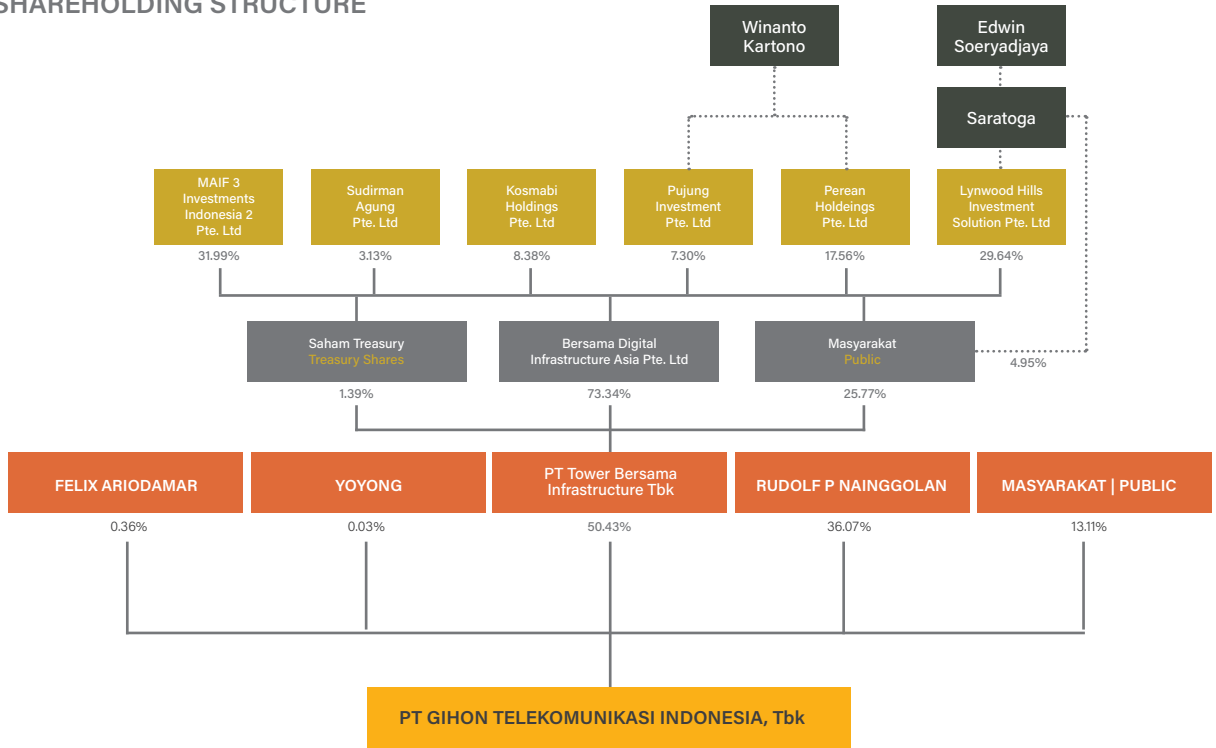 SHAREHOLDING STRUCTURE
Winanto
Kartono
Edwin
Soeryadjaya
Saratoga
MAIF 3
Investments
Indonesia 2
Pte. Ltd
Sudirman
Agung
Pte. Ltd
Kosmabi
Holdings
Pte. Ltd
Pujung
Investment
Pte. Ltd
Perean
Holdeings
Pte. Ltd
Lynwood Hills
Investment
Solution Pte. Ltd
31.99%
3.13%
8.38%
7.30%
17.56%
29.64%
Saham Treasury
Treasury Shares
Bersama Digital
Infrastructure Asia Pte. Ltd
Masyarakat
Public
4.95%
1.39%
73.34%
25.77%
FELIX ARIODAMAR
YOYONG
PT Tower Bersama
Infrastructure Tbk
RUDOLF P NAINGGOLAN
MASYARAKAT | PUBLIC
0.36%
0.03%
50.43%
36.07%
13.11%
PT GIHON TELEKOMUNIKASI INDONESIA, Tbk